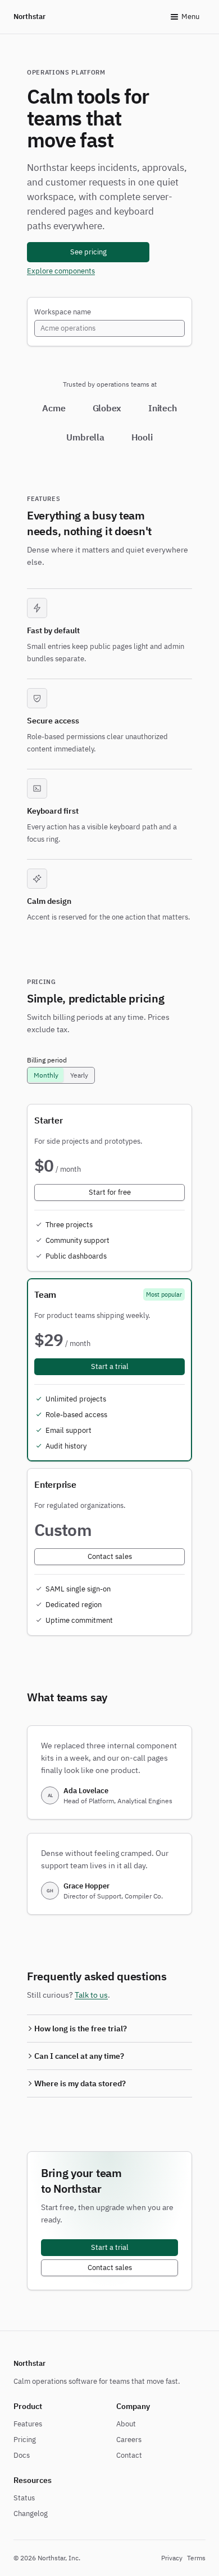 Northstar
Menu
OPERATIONS PLATFORM
Calm tools for
teams that
move fast
Northstar keeps incidents, approvals,
and customer requests in one quiet
workspace, with complete server-
rendered pages and keyboard
paths everywhere.
See pricing
Explore components
Workspace name
Acme operations
Trusted by operations teams at
Acme Globex Initech
Umbrella Hooli
FEATURES
Everything a busy team
needs, nothing it doesn't
Dense where it matters and quiet everywhere
else.
Fast by default
Small entries keep public pages light and admin
bundles separate.
Secure access
Role-based permissions clear unauthorized
content immediately.
Keyboard first
Every action has a visible keyboard path and a
focus ring.
Calm design
Accent is reserved for the one action that matters.
PRICING
Simple, predictable pricing
Switch billing periods at any time. Prices
exclude tax.
Billing period
Monthly Yearly
Starter
For side projects and prototypes.
$0 / month
Start for free
Three projects
Community support
Public dashboards
Team
Most popular
For product teams shipping weekly.
$29 / month
Start a trial
Unlimited projects
Role-based access
Email support
Audit history
Enterprise
For regulated organizations.
Custom
Contact sales
SAML single sign-on
Dedicated region
Uptime commitment
What teams say
We replaced three internal component
kits in a week, and our on-call pages
finally look like one product.
AL
Ada Lovelace
Head of Platform, Analytical Engines
Dense without feeling cramped. Our
support team lives in it all day.
GH
Grace Hopper
Director of Support, Compiler Co.
Frequently asked questions
Still curious? Talk to us.
How long is the free trial?
Can I cancel at any time?
Where is my data stored?
Bring your team
to Northstar
Start free, then upgrade when you are
ready.
Start a trial
Contact sales
Northstar
Calm operations software for teams that move fast.
Product
Features
Pricing
Docs
Company
About
Careers
Contact
Resources
Status
Changelog
© 2026 Northstar, Inc.
Privacy Terms